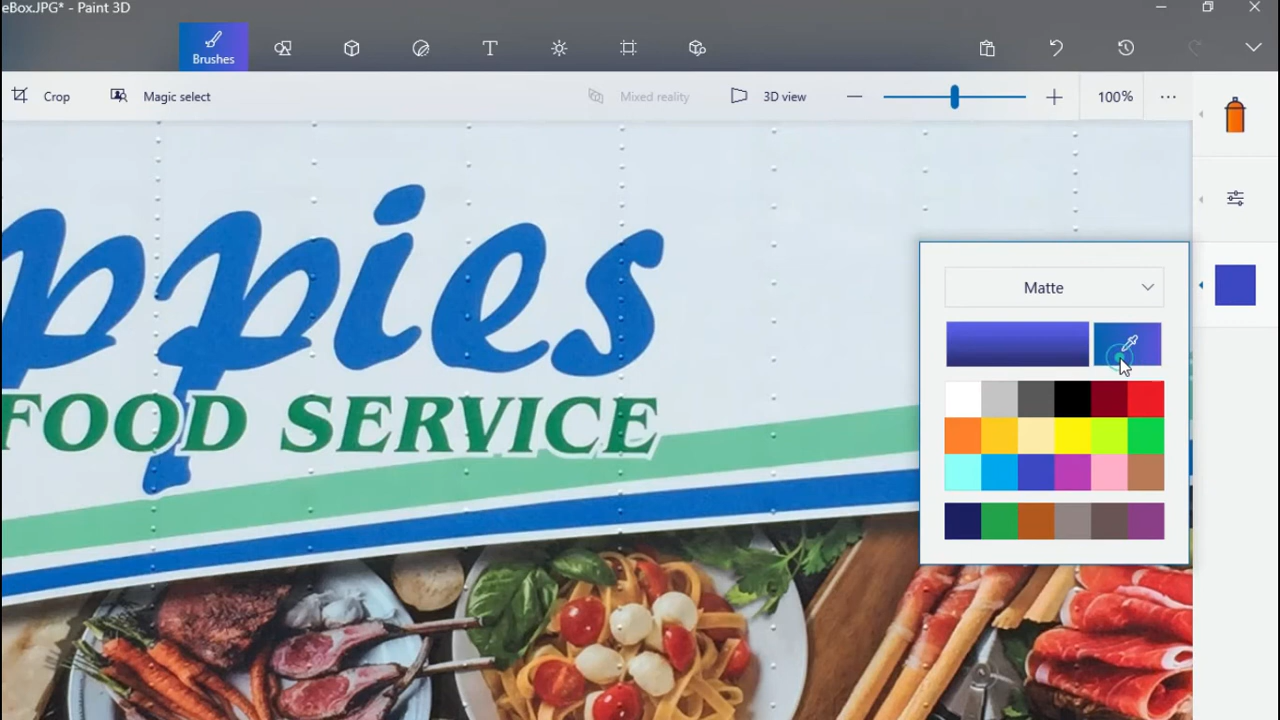 eBox.JPG* - Paint 3D
Brushes
Crop
Magic select
Mixed reality
3D view
100%
Matte
ppies
FOOD SERVICE